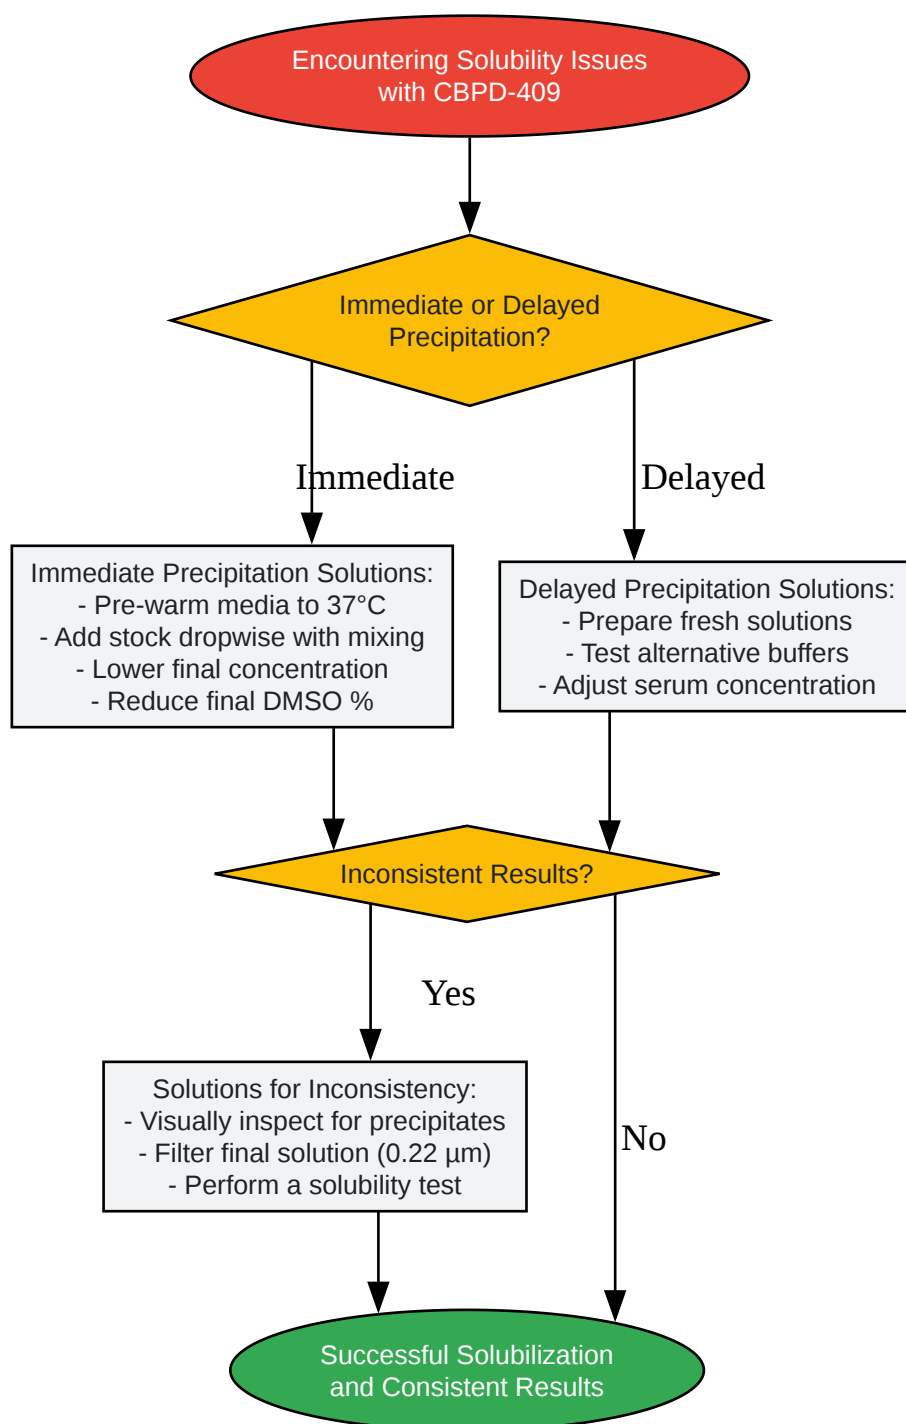 Encountering Solubility Issues
with CBPD-409
Immediate or Delayed
Precipitation?
Immediate
Delayed
Immediate Precipitation Solutions:
- Pre-warm media to 37°C
- Add stock dropwise with mixing
- Lower final concentration
- Reduce final DMSO %
Delayed Precipitation Solutions:
- Prepare fresh solutions
- Test alternative buffers
- Adjust serum concentration
Inconsistent Results?
Yes
Solutions for Inconsistency:
- Visually inspect for precipitates
- Filter final solution (0.22 µm)
- Perform a solubility test
No
Successful Solubilization
and Consistent Results